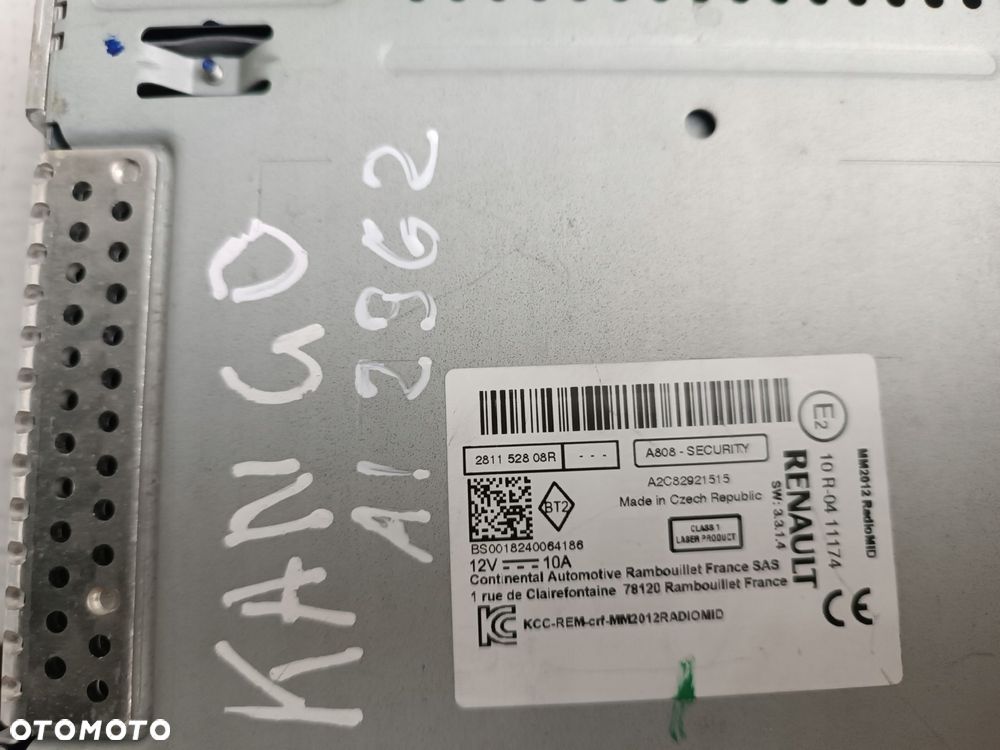 KANGO
A12962
2811 528 08R
- - -
A808 - SECURITY
A2C82921515
Made in Czech Republic
BT2
CLASS 1
LASER PRODUCT
BS0018240064186
12V 10A
Continental Automotive Rambouillet France SAS
1 rue de Clairefontaine 78120 Rambouillet France
KCC-REM-crf-MM2012RADIOMID
E2
MM2012 RadioMID
10 R-04 11174
RENAULT
SW: 3.3.1.4
CE
OTOMOTO